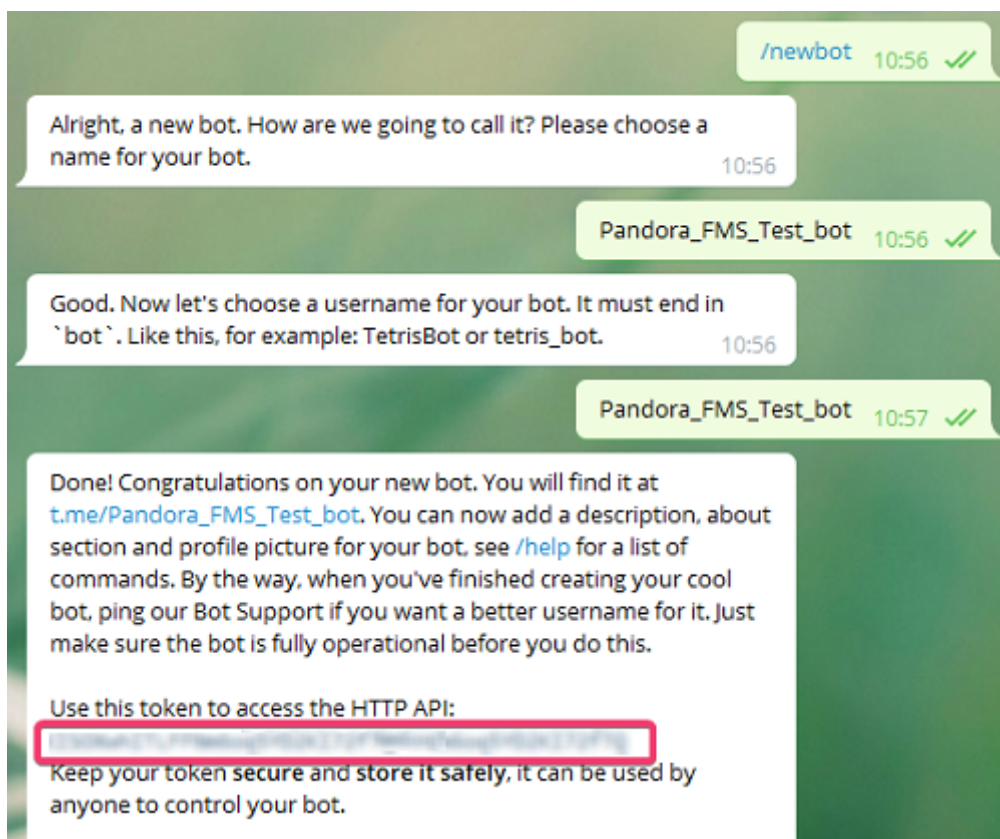 /newbot 10:56
Alright, a new bot. How are we going to call it? Please choose a
name for your bot.
10:56
Pandora_FMS_Test_bot 10:56
Good. Now let's choose a username for your bot. It must end in
`bot`. Like this, for example: TetrisBot or tetris_bot.
10:56
Pandora_FMS_Test_bot 10:57
Done! Congratulations on your new bot. You will find it at
t.me/Pandora_FMS_Test_bot. You can now add a description, about
section and profile picture for your bot, see /help for a list of
commands. By the way, when you've finished creating your cool
bot, ping our Bot Support if you want a better username for it. Just
make sure the bot is fully operational before you do this.
Use this token to access the HTTP API:
Keep your token secure and store it safely, it can be used by
anyone to control your bot.